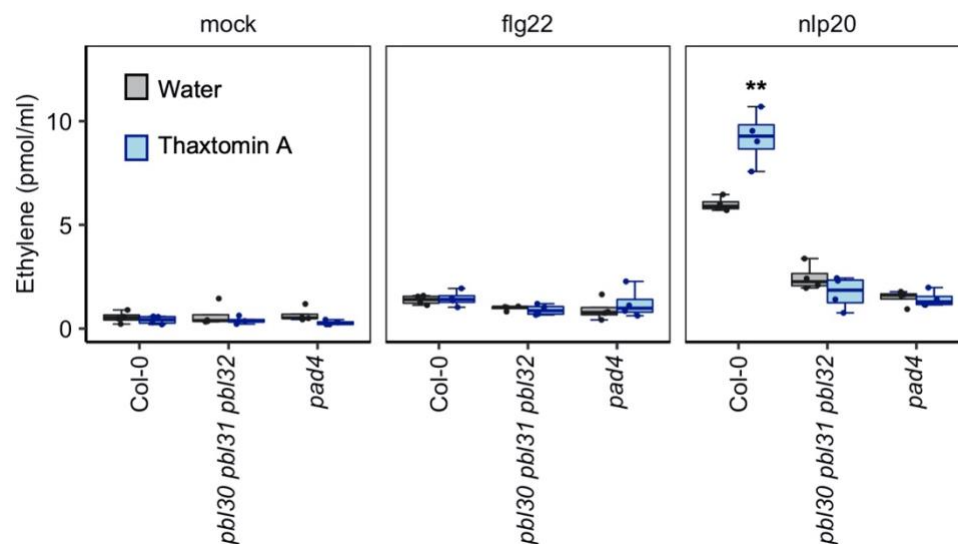 mock flg22 nlp20
Water
Thaxtomin A
**
Ethylene (pmol/ml)
10
5
0
Col-0
pbl30 pbl31 pbl32
pad4
Col-0
pbl30 pbl31 pbl32
pad4
Col-0
pbl30 pbl31 pbl32
pad4